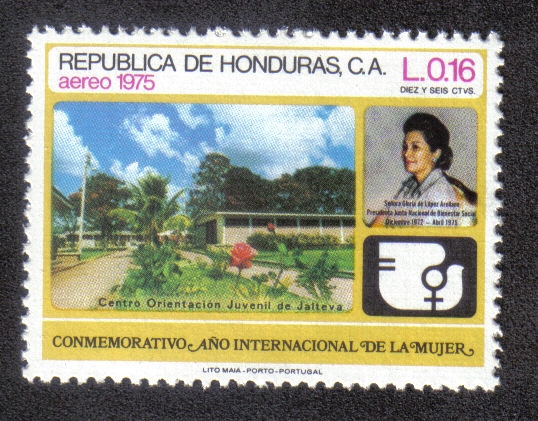 REPUBLICA DE HONDURAS, C.A.
L.0.16
aereo 1975
DIEZ Y SEIS CTVS.
Señora Gloria de López Arellano
Presidenta Junta Nacional de Bienestar Social
Diciembre 1972 - Abril 1975
Centro Orientación Juvenil de Jalteva
CONMEMORATIVO AÑO INTERNACIONAL DE LA MUJER
LITO MAIA - PORTO - PORTUGAL